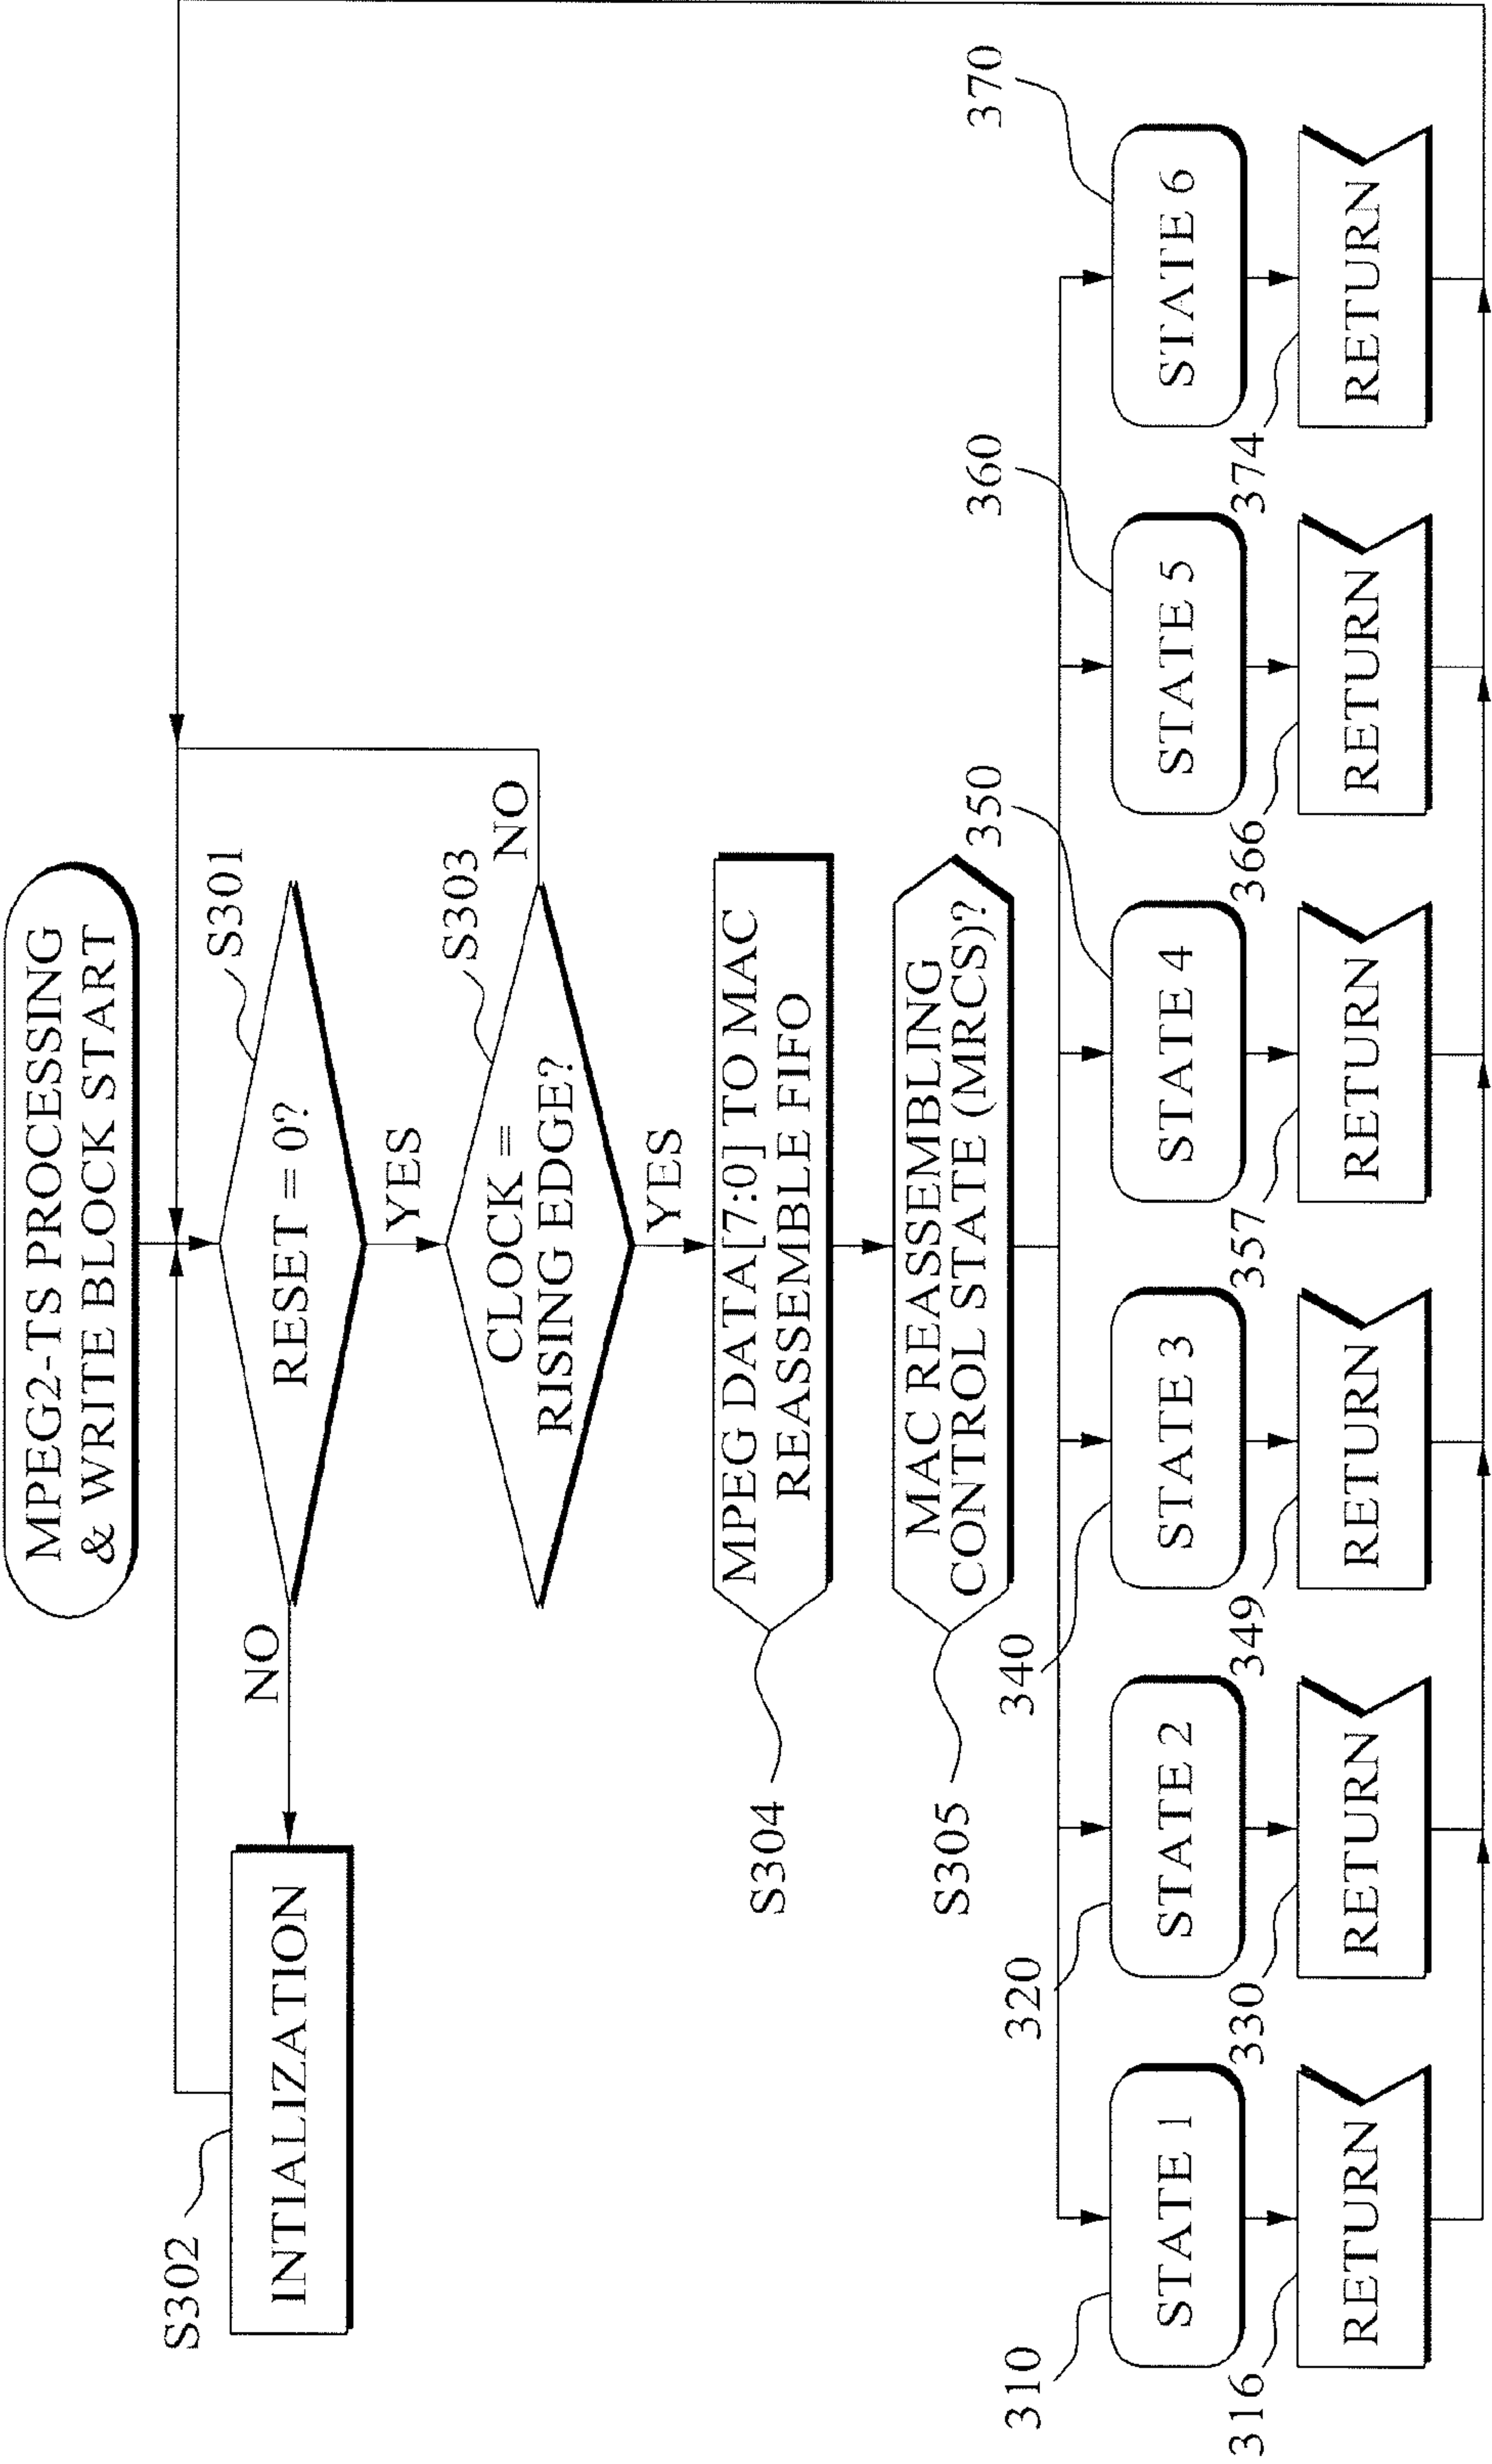 MPEG2-TS PROCESSING
& WRITE BLOCK START
S301
RESET = 0?
NO
YES
S302
INTIALIZATION
S303
CLOCK =
RISING EDGE?
NO
YES
S304
MPEG DATA[7:0] TO MAC
REASSEMBLE FIFO
S305
MAC REASSEMBLING
CONTROL STATE (MRCS)?
310
STATE 1
320
STATE 2
340
STATE 3
350
STATE 4
360
STATE 5
370
STATE 6
316
RETURN
330
RETURN
349
RETURN
357
RETURN
366
RETURN
374
RETURN